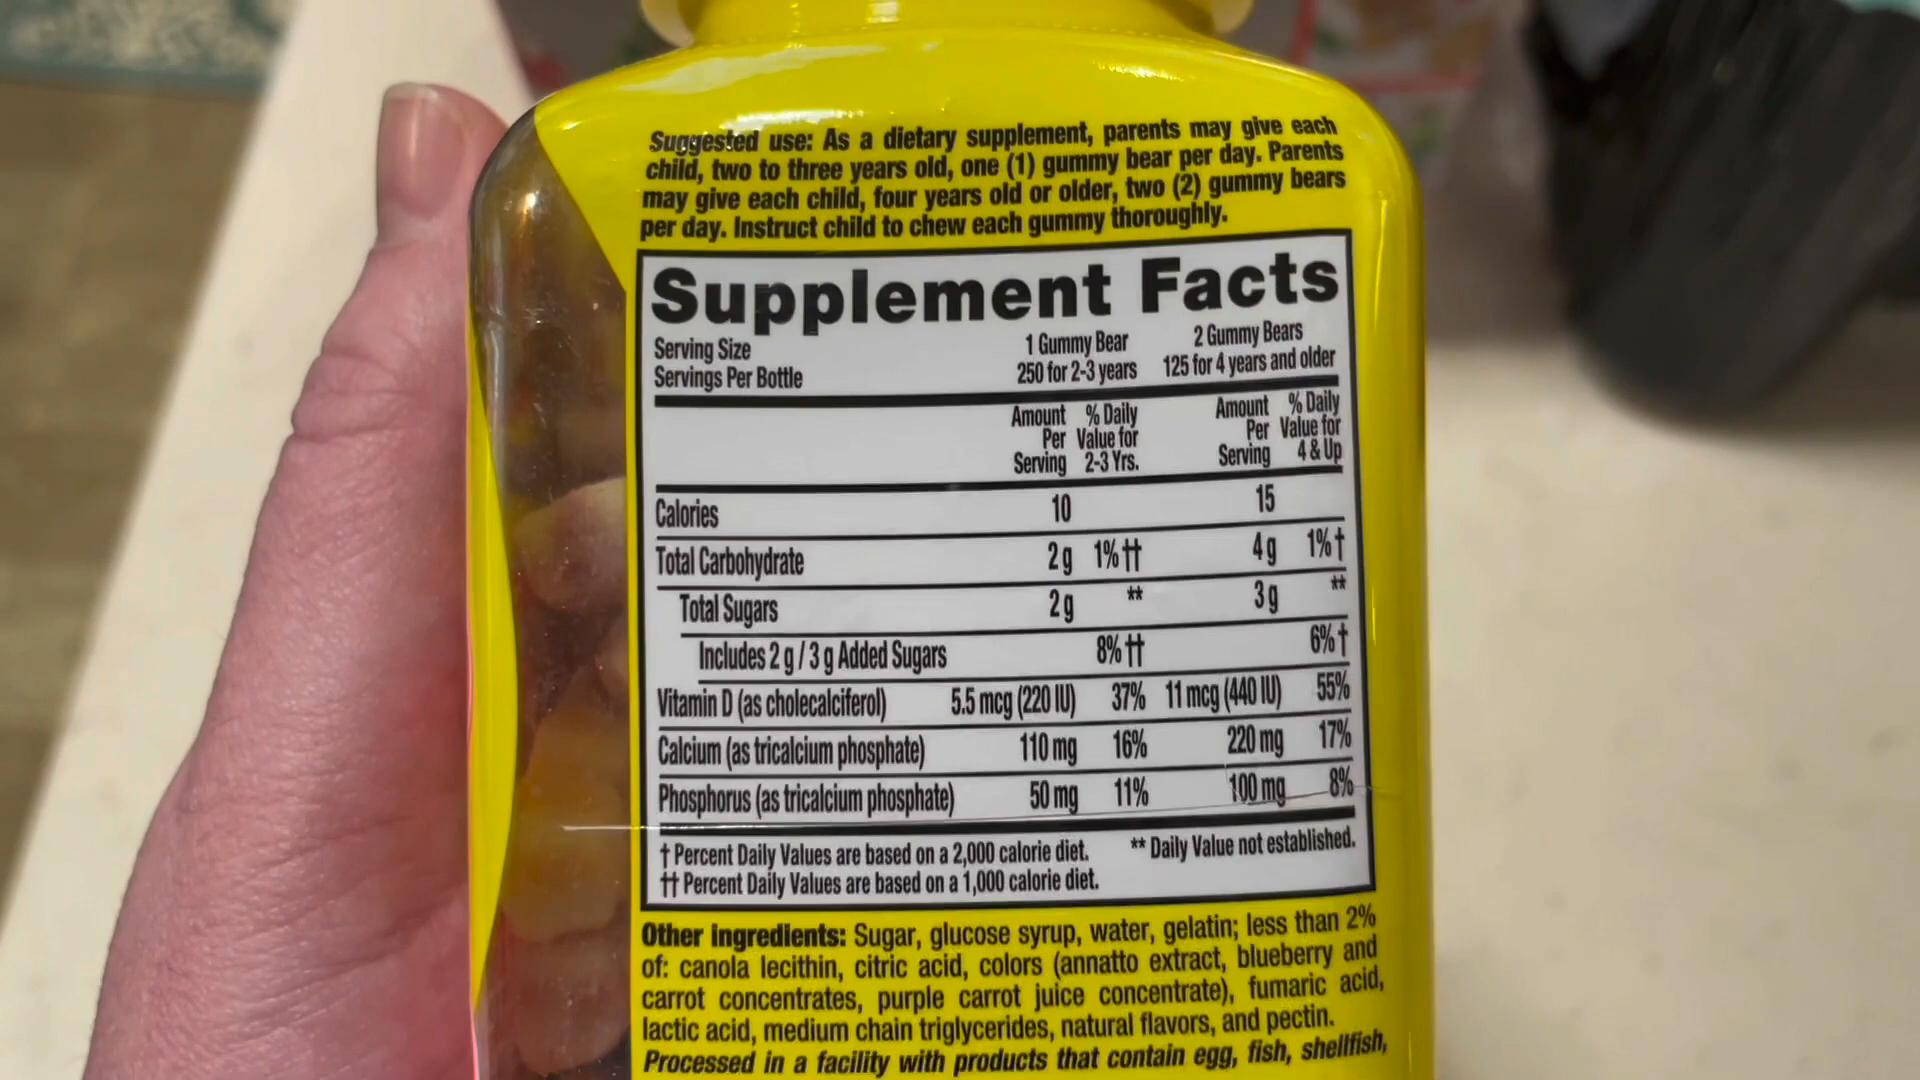 Suggested use: As a dietary supplement, parents may give each
child, two to three years old, one (1) gummy bear per day. Parents
may give each child, four years old or older, two (2) gummy bears
per day. Instruct child to chew each gummy thoroughly.
Supplement Facts
Serving Size 1 Gummy Bear 2 Gummy Bears
Servings Per Bottle 250 for 2-3 years 125 for 4 years and older
Amount % Daily Amount % Daily
Per Value for Per Value for
Serving 2-3 Yrs. Serving 4 & Up
Calories 10 15
Total Carbohydrate 2 g 1%†† 4 g 1%†
Total Sugars 2 g ** 3 g **
Includes 2 g / 3 g Added Sugars 8%†† 6%†
Vitamin D (as cholecalciferol) 5.5 mcg (220 IU) 37% 11 mcg (440 IU) 55%
Calcium (as tricalcium phosphate) 110 mg 16% 220 mg 17%
Phosphorus (as tricalcium phosphate) 50 mg 11% 100 mg 8%
† Percent Daily Values are based on a 2,000 calorie diet. ** Daily Value not established.
†† Percent Daily Values are based on a 1,000 calorie diet.
Other ingredients: Sugar, glucose syrup, water, gelatin; less than 2%
of: canola lecithin, citric acid, colors (annatto extract, blueberry and
carrot concentrates, purple carrot juice concentrate), fumaric acid,
lactic acid, medium chain triglycerides, natural flavors, and pectin.
Processed in a facility with products that contain egg, fish, shellfish,